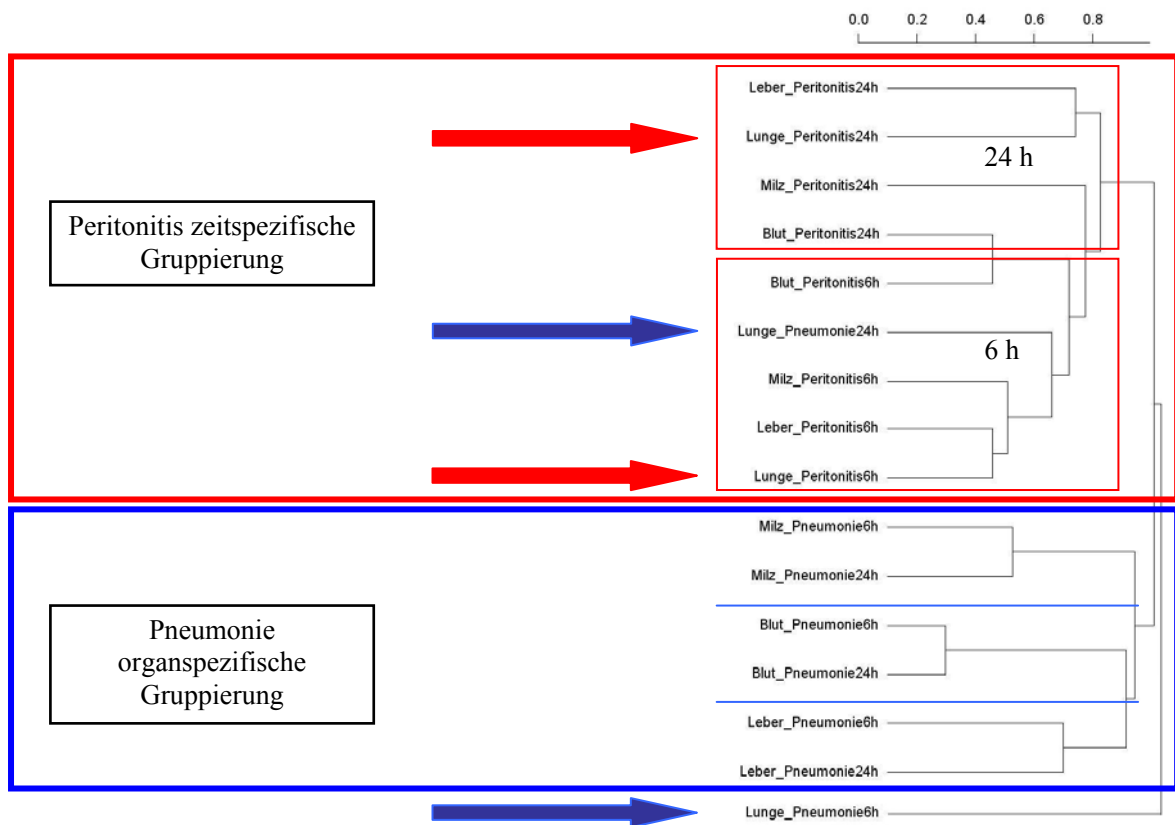 0.0 0.2 0.4 0.6 0.8
Leber_Peritonitis24h
Lunge_Peritonitis24h
24 h
Milz_Peritonitis24h
Peritonitis zeitspezifische
Gruppierung
Blut_Peritonitis24h
Blut_Peritonitis6h
Lunge_Pneumonie24h
6 h
Milz_Peritonitis6h
Leber_Peritonitis6h
Lunge_Peritonitis6h
Milz_Pneumonie6h
Milz_Pneumonie24h
Pneumonie
organspezifische
Gruppierung
Blut_Pneumonie6h
Blut_Pneumonie24h
Leber_Pneumonie6h
Leber_Pneumonie24h
Lunge_Pneumonie6h